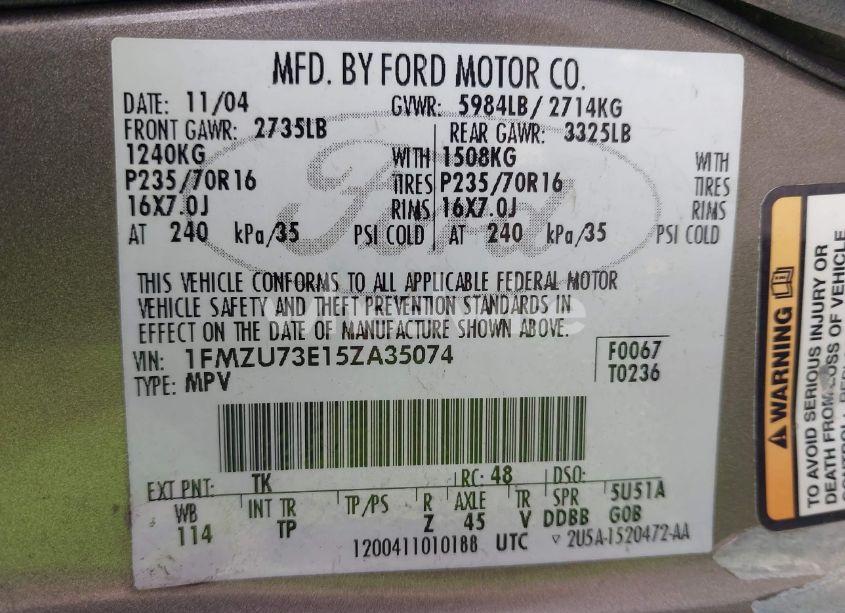 MFD. BY FORD MOTOR CO.
DATE: 11/04 GVWR: 5984LB/ 2714KG
FRONT GAWR: 2735LB REAR GAWR: 3325LB
1240KG WITH 1508KG WITH
P235/70R16 TIRES P235/70R16 TIRES
16X7.0J RIMS 16X7.0J RIMS
AT 240 kPa/35 PSI COLD AT 240 kPa/35 PSI COLD
Ford
THIS VEHICLE CONFORMS TO ALL APPLICABLE FEDERAL MOTOR
VEHICLE SAFETY AND THEFT PREVENTION STANDARDS IN
EFFECT ON THE DATE OF MANUFACTURE SHOWN ABOVE.
VIN: 1FMZU73E15ZA35074 F0067
TYPE: MPV T0236
EXT PNT: TK RC: 48 DSO:
WB INT TR TP/PS R AXLE TR SPR 5U51A
114 TP Z 45 V DDBB GOB
1200411010188 UTC ▽ 2U5A-1520472-AA
WARNING
TO AVOID SERIOUS INJURY OR
DEATH FROM LOSS OF VEHICLE